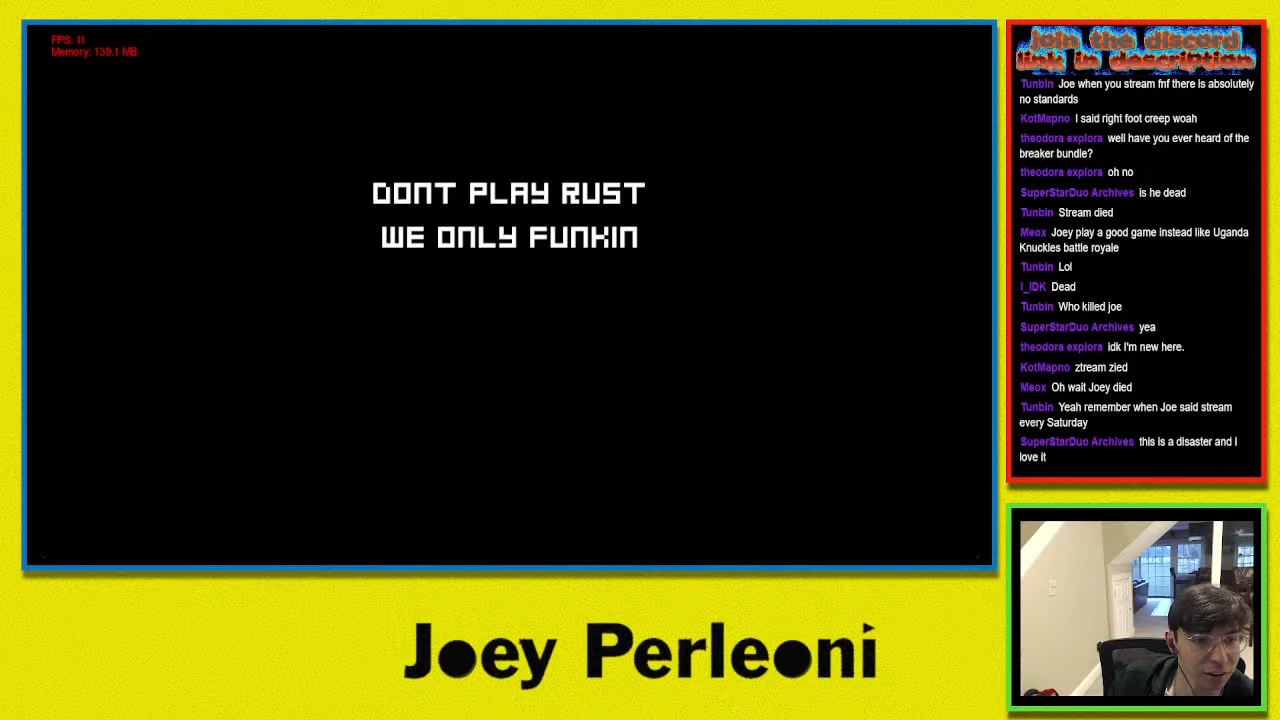 FPS: 11
Memory: 139.1 MB
DONT PLAY RUST
WE ONLY FUNKIN
join the discord
link in description
Tunbin Joe when you stream fnf there is absolutely
no standards
KotMapno I said right foot creep woah
theodora explora well have you ever heard of the
breaker bundle?
theodora explora oh no
SuperStarDuo Archives is he dead
Tunbin Stream died
Meox Joey play a good game instead like Uganda
Knuckles battle royale
Tunbin Lol
I_IDK Dead
Tunbin Who killed joe
SuperStarDuo Archives yea
theodora explora idk I'm new here.
KotMapno ztream zied
Meox Oh wait Joey died
Tunbin Yeah remember when Joe said stream
every Saturday
SuperStarDuo Archives this is a disaster and i
love it
Joey Perleoni